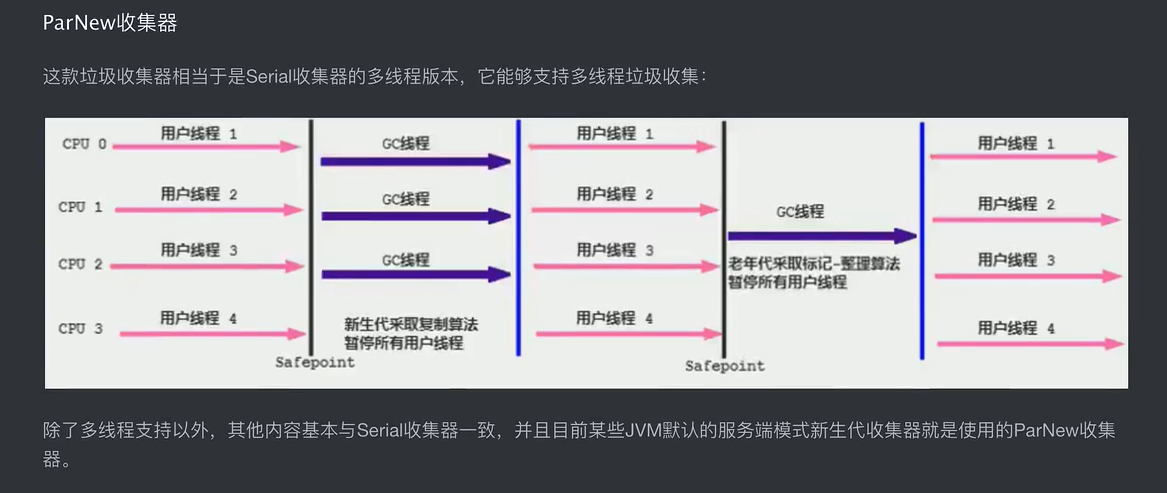 ParNew收集器
这款垃圾收集器相当于是Serial收集器的多线程版本，它能够支持多线程垃圾收集：
CPU 0 用户线程 1 GC线程 用户线程 1 用户线程 1
CPU 1 用户线程 2 GC线程 用户线程 2 GC线程 用户线程 2
CPU 2 用户线程 3 GC线程 用户线程 3 用户线程 3
老年代采取标记-整理算法
暂停所有用户线程
CPU 3 用户线程 4 用户线程 4 用户线程 4
新生代采取复制算法
暂停所有用户线程
Safepoint Safepoint
除了多线程支持以外，其他内容基本与Serial收集器一致，并且目前某些JVM默认的服务端模式新生代收集器就是使用的ParNew收集
器。